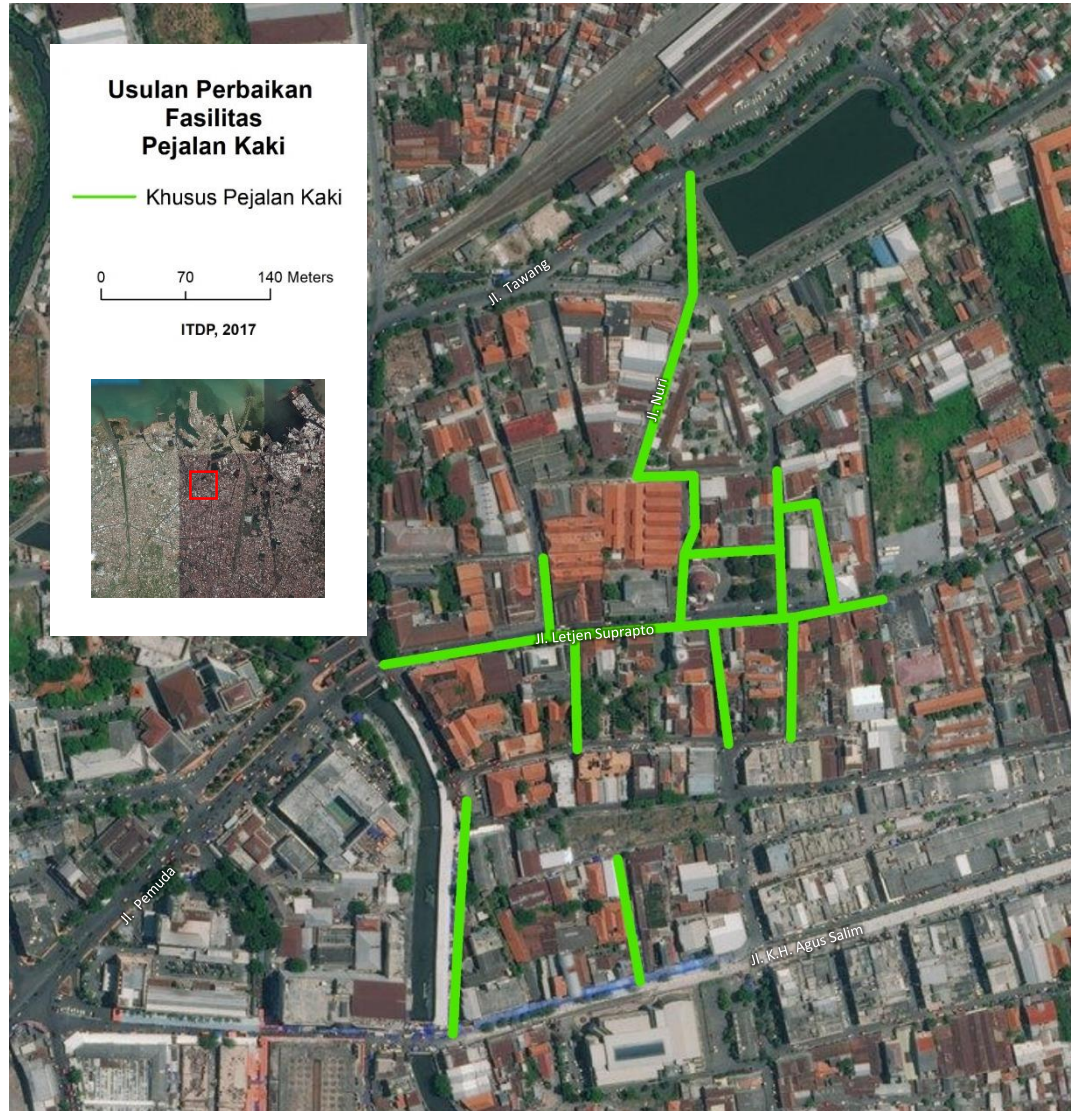 Usulan Perbaikan
Fasilitas
Pejalan Kaki
Khusus Pejalan Kaki
0 70 140 Meters
ITDP, 2017
Jl. Tawang
Jl. Nuri
Jl. Letjen Suprapto
Jl. Pemuda
Jl. K.H. Agus Salim